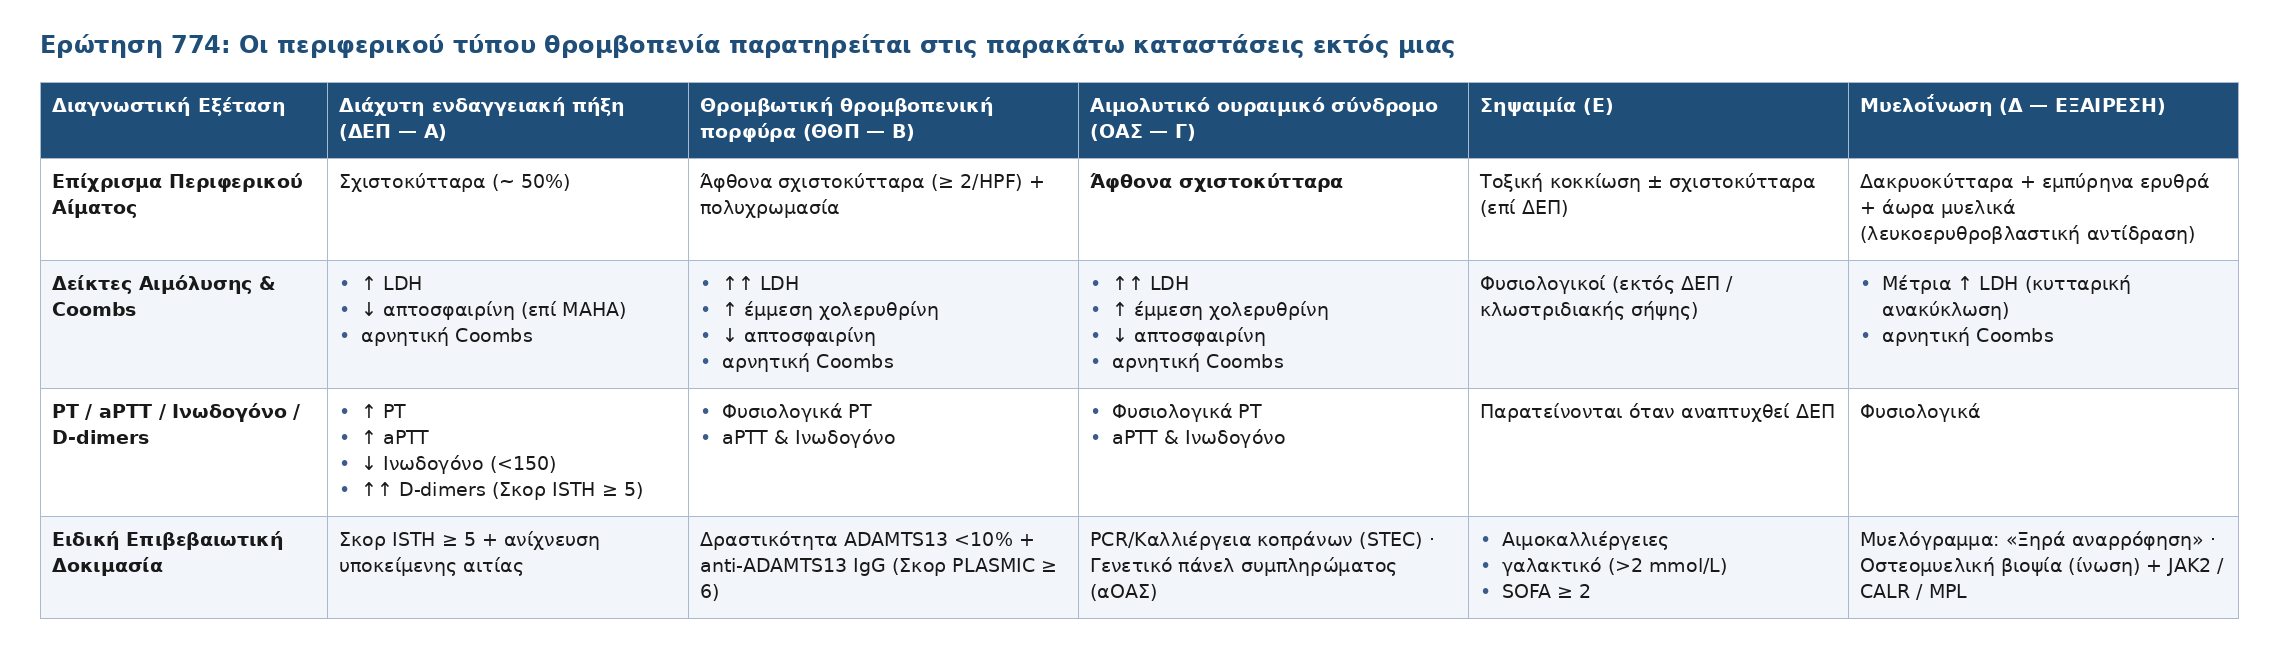 Ερώτηση 774: Οι περιφερικού τύπου θρομβοπενία παρατηρείται στις παρακάτω καταστάσεις εκτός μιας
Διαγνωστική Εξέταση
Διάχυτη ενδαγγειακή πήξη
(ΔΕΠ — Α)
Θρομβωτική θρομβοπενική
πορφύρα (ΘΘΠ — Β)
Αιμολυτικό ουραιμικό σύνδρομο
(ΟΑΣ — Γ)
Σηψαιμία (Ε)
Μυελοΐνωση (Δ — ΕΞΑΙΡΕΣΗ)
Επίχρισμα Περιφερικού
Αίματος
Σχιστοκύτταρα (~ 50%)
Άφθονα σχιστοκύτταρα (≥ 2/HPF) +
πολυχρωμασία
Άφθονα σχιστοκύτταρα
Τοξική κοκκίωση ± σχιστοκύτταρα
(επί ΔΕΠ)
Δακρυοκύτταρα + εμπύρηνα ερυθρά
+ άωρα μυελικά
(λευκοερυθροβλαστική αντίδραση)
Δείκτες Αιμόλυσης &
Coombs
• ↑ LDH
• ↓ απτοσφαιρίνη (επί MAHA)
• αρνητική Coombs
• ↑↑ LDH
• ↑ έμμεση χολερυθρίνη
• ↓ απτοσφαιρίνη
• αρνητική Coombs
• ↑↑ LDH
• ↑ έμμεση χολερυθρίνη
• ↓ απτοσφαιρίνη
• αρνητική Coombs
Φυσιολογικοί (εκτός ΔΕΠ /
κλωστριδιακής σήψης)
• Μέτρια ↑ LDH (κυτταρική
ανακύκλωση)
• αρνητική Coombs
PT / aPTT / Ινωδογόνο /
D-dimers
• ↑ PT
• ↑ aPTT
• ↓ Ινωδογόνο (<150)
• ↑↑ D-dimers (Σκορ ISTH ≥ 5)
• Φυσιολογικά PT
• aPTT & Ινωδογόνο
• Φυσιολογικά PT
• aPTT & Ινωδογόνο
Παρατείνονται όταν αναπτυχθεί ΔΕΠ
Φυσιολογικά
Ειδική Επιβεβαιωτική
Δοκιμασία
Σκορ ISTH ≥ 5 + ανίχνευση
υποκείμενης αιτίας
Δραστικότητα ADAMTS13 <10% +
anti-ADAMTS13 IgG (Σκορ PLASMIC ≥
6)
PCR/Καλλιέργεια κοπράνων (STEC) ·
Γενετικό πάνελ συμπληρώματος
(αΟΑΣ)
• Αιμοκαλλιέργειες
• γαλακτικό (>2 mmol/L)
• SOFA ≥ 2
Μυελόγραμμα: «Ξηρά αναρρόφηση» ·
Οστεομυελική βιοψία (ίνωση) + JAK2 /
CALR / MPL